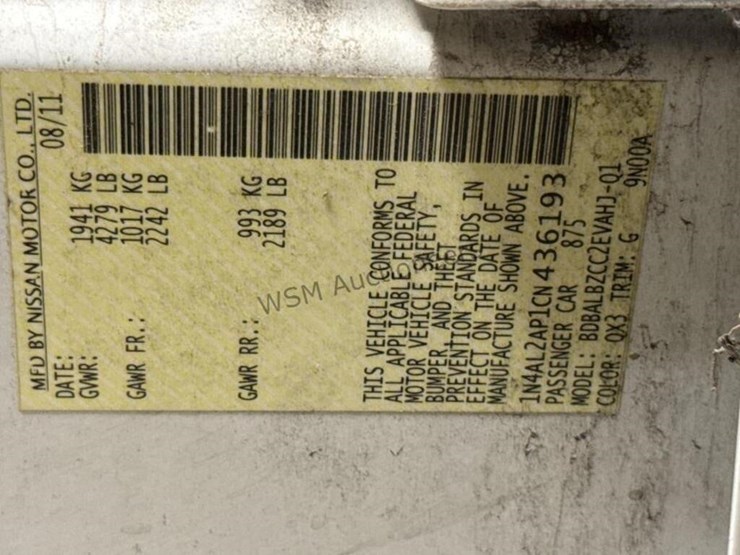 MFD BY NISSAN MOTOR CO., LTD.
DATE: 08/11
GVWR: 1941 KG
4279 LB
GAWR FR.: 1017 KG
2242 LB
GAWR RR.: 993 KG
2189 LB
THIS VEHICLE CONFORMS TO
ALL APPLICABLE FEDERAL
MOTOR VEHICLE SAFETY,
BUMPER, AND THEFT
PREVENTION STANDARDS IN
EFFECT ON THE DATE OF
MANUFACTURE SHOWN ABOVE.
1N4AL2AP1CN436193
PASSENGER CAR 875
MODEL: BDBALBZCC2EVAHJ-Q1
COLOR: QX3 TRIM: G 9N00A
WSM